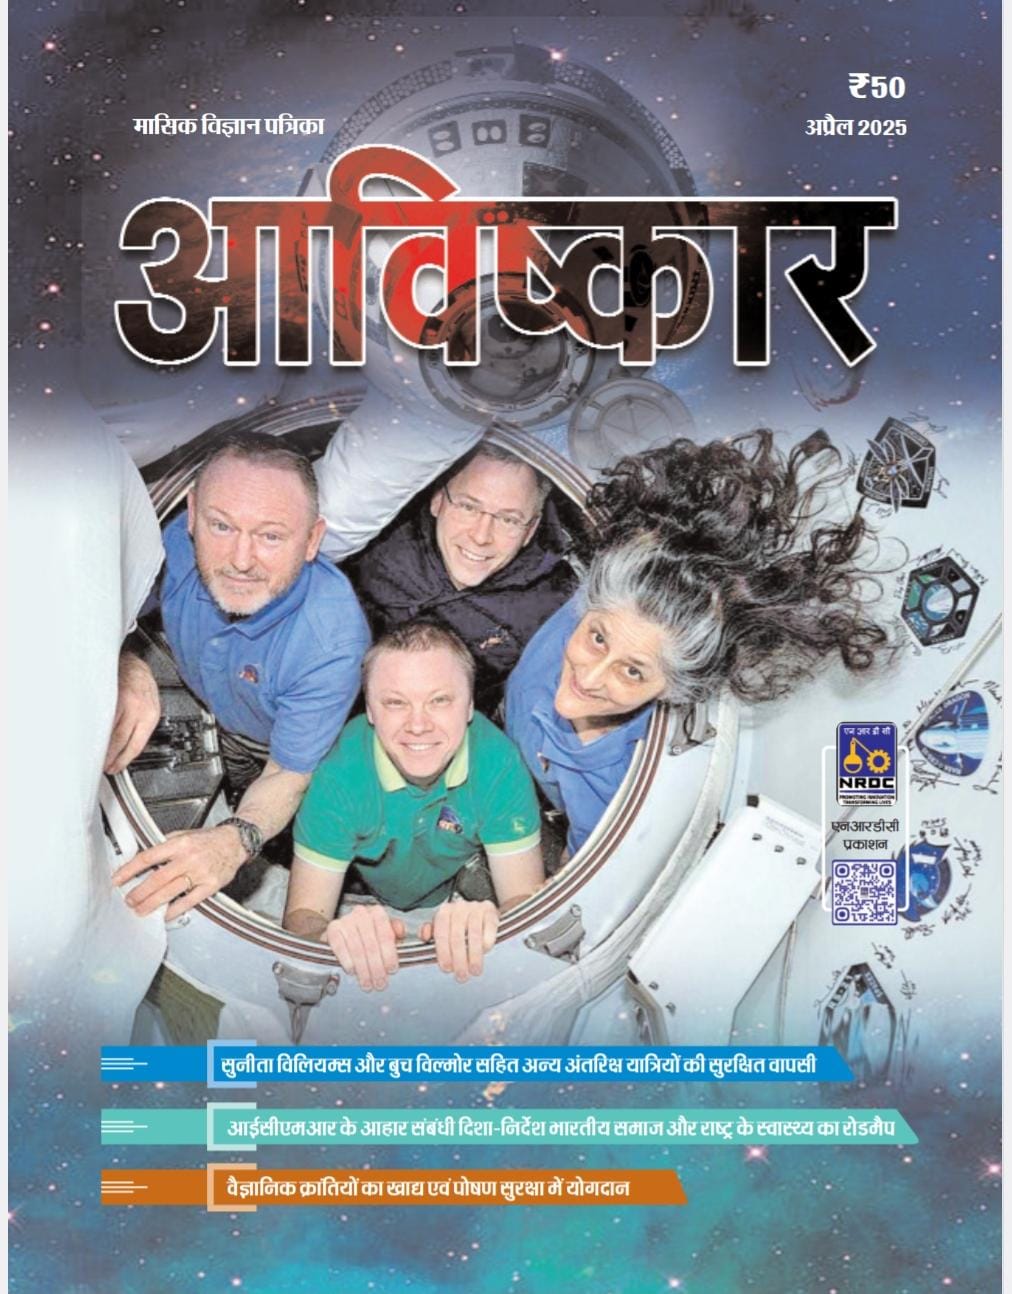 ₹50
मासिक विज्ञान पत्रिका
अप्रैल 2025
आविष्कार
एन आर डी सी
NRDC
PROMOTING INNOVATION
TRANSFORMING LIVES
एनआरडीसी
प्रकाशन
सुनीता विलियम्स और बुच विल्मोर सहित अन्य अंतरिक्ष यात्रियों की सुरक्षित वापसी
आईसीएमआर के आहार संबंधी दिशा-निर्देश भारतीय समाज और राष्ट्र के स्वास्थ्य का रोडमैप
वैज्ञानिक क्रांतियों का खाद्य एवं पोषण सुरक्षा में योगदान